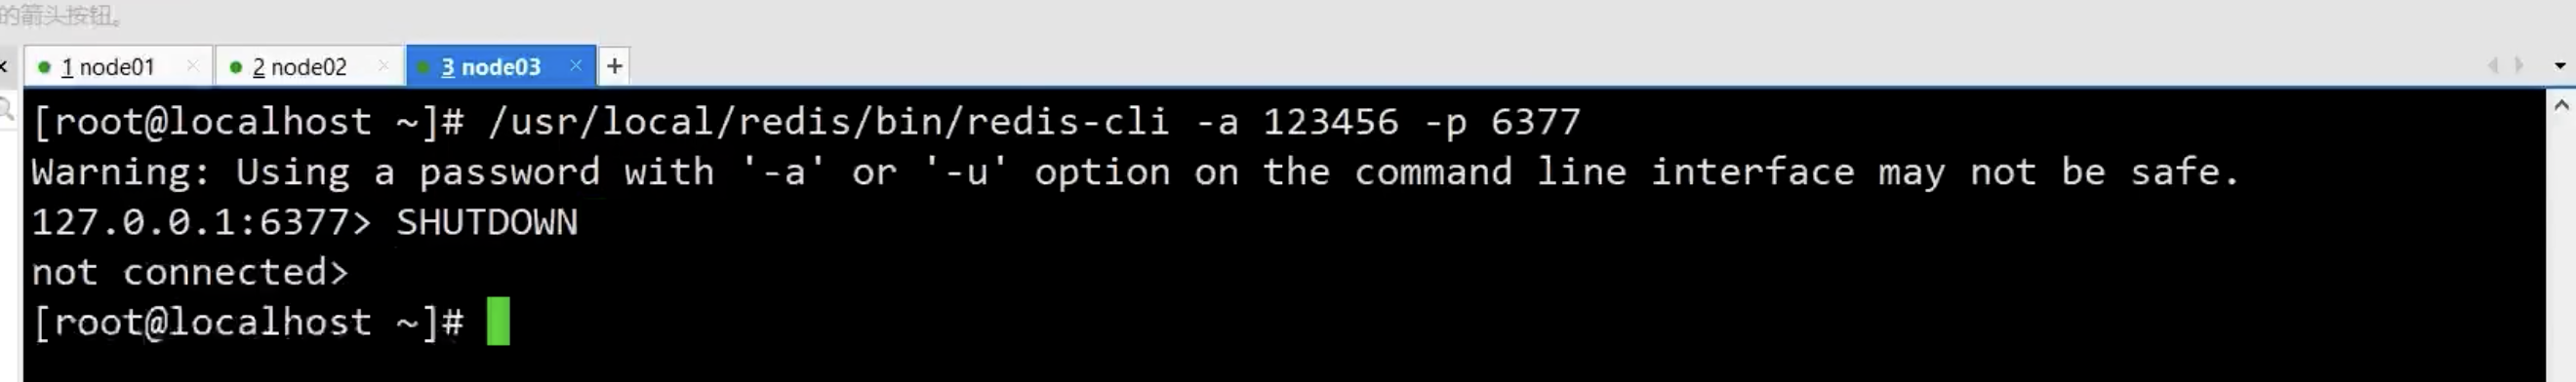 的箭头按钮。
1 node01
2 node02
3 node03
[root@localhost ~]# /usr/local/redis/bin/redis-cli -a 123456 -p 6377
Warning: Using a password with '-a' or '-u' option on the command line interface may not be safe.
127.0.0.1:6377> SHUTDOWN
not connected>
[root@localhost ~]#